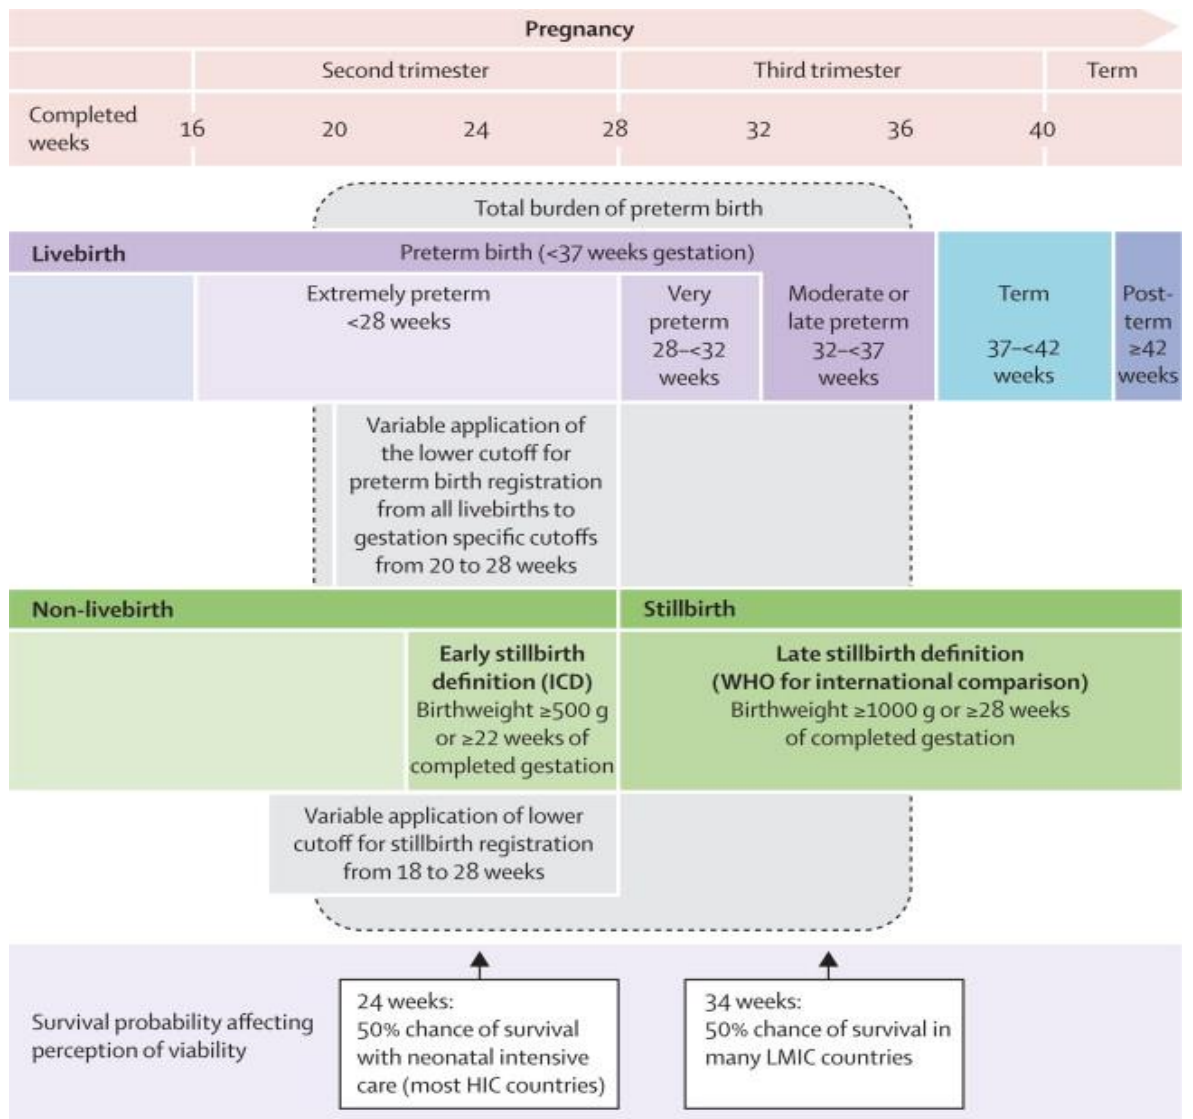 Pregnancy
Second trimester
Third trimester
Term
Completed
weeks
16
20
24
28
32
36
40
Total burden of preterm birth
Livebirth
Preterm birth (<37 weeks gestation)
Extremely preterm
<28 weeks
Very
preterm
28–<32
weeks
Moderate or
late preterm
32–<37
weeks
Term
37–<42
weeks
Post-
term
≥42
weeks
Variable application of
the lower cutoff for
preterm birth registration
from all livebirths to
gestation specific cutoffs
from 20 to 28 weeks
Non-livebirth
Stillbirth
Early stillbirth
definition (ICD)
Birthweight ≥500 g
or ≥22 weeks of
completed gestation
Late stillbirth definition
(WHO for international comparison)
Birthweight ≥1000 g or ≥28 weeks
of completed gestation
Variable application of lower
cutoff for stillbirth registration
from 18 to 28 weeks
Survival probability affecting
perception of viability
24 weeks:
50% chance of survival
with neonatal intensive
care (most HIC countries)
34 weeks:
50% chance of survival in
many LMIC countries